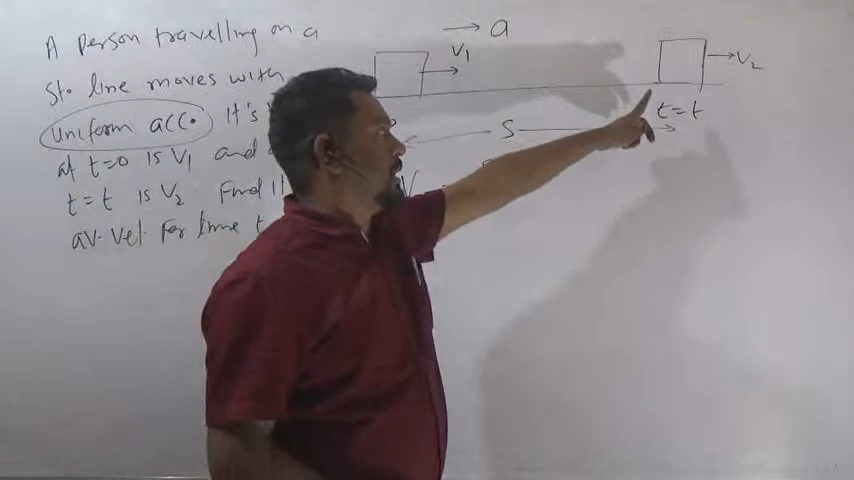 A person travelling on a
St. line moves with
uniform acc. It's
at t=0 is V1 and
t=t is V2 Find It
av. vel. for time t
a
V1
V2
t=t
S
V